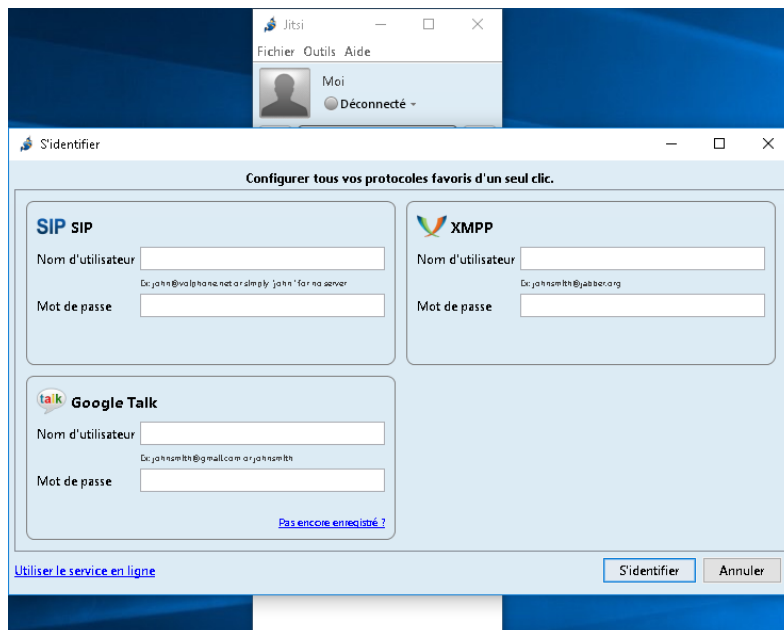 Jitsi
Fichier Outils Aide
Moi
Déconnecté
S'identifier
Configurer tous vos protocoles favoris d'un seul clic.
SIP SIP
Nom d'utilisateur
Ex: john@voiphone.net or simply "john" for no server
Mot de passe
XMPP
Nom d'utilisateur
Ex: johnsmith@jabber.org
Mot de passe
talk Google Talk
Nom d'utilisateur
Ex: johnsmith@gmail.com or johnsmith
Mot de passe
Pas encore enregistré ?
Utiliser le service en ligne
S'identifier
Annuler